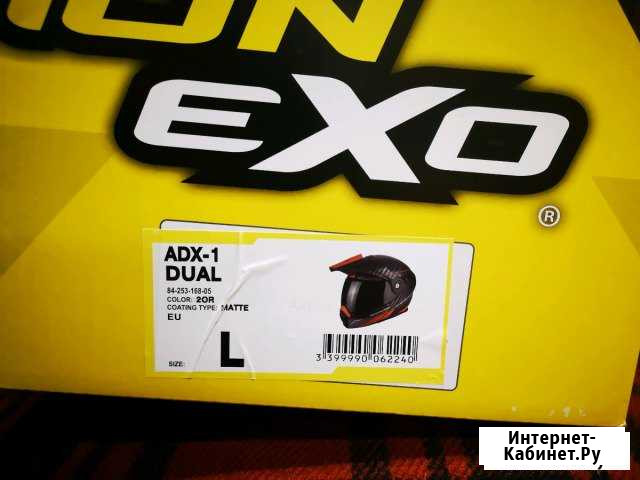 ION
EXO
®
ADX-1
DUAL
84-253-168-05
COLOR: 2OR
COATING TYPE: MATTE
EU
SIZE: L
3 399990 062240
Интернет-
Кабинет.Ру